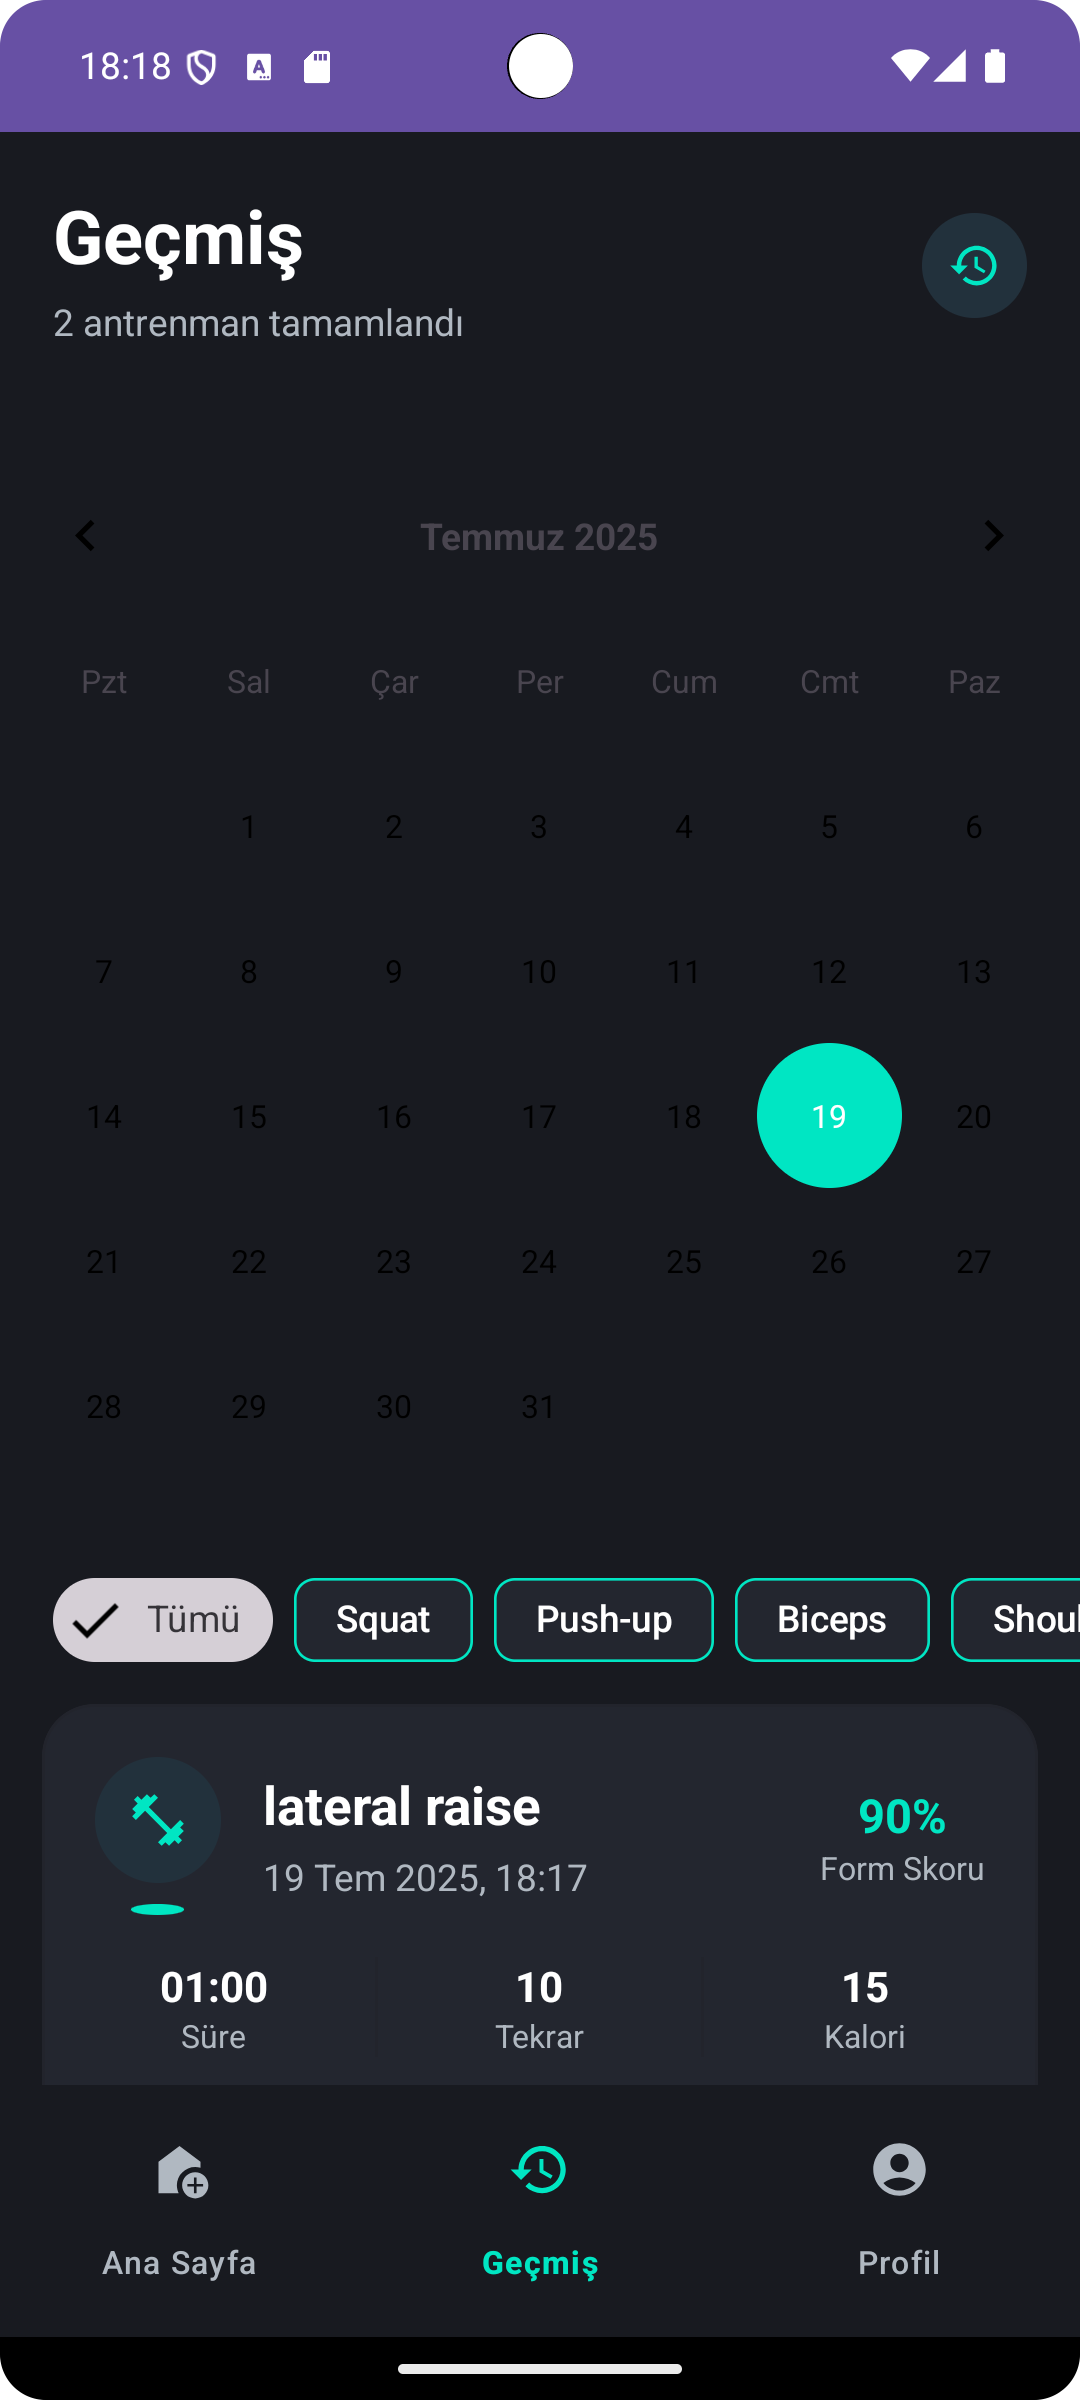 18:18
Geçmiş
2 antrenman tamamlandı
Temmuz 2025
Pzt Sal Çar Per Cum Cmt Paz
1 2 3 4 5 6
7 8 9 10 11 12 13
14 15 16 17 18 19 20
21 22 23 24 25 26 27
28 29 30 31
Tümü Squat Push-up Biceps Shoul
lateral raise
90%
19 Tem 2025, 18:17
Form Skoru
01:00 10 15
Süre Tekrar Kalori
Ana Sayfa Geçmiş Profil